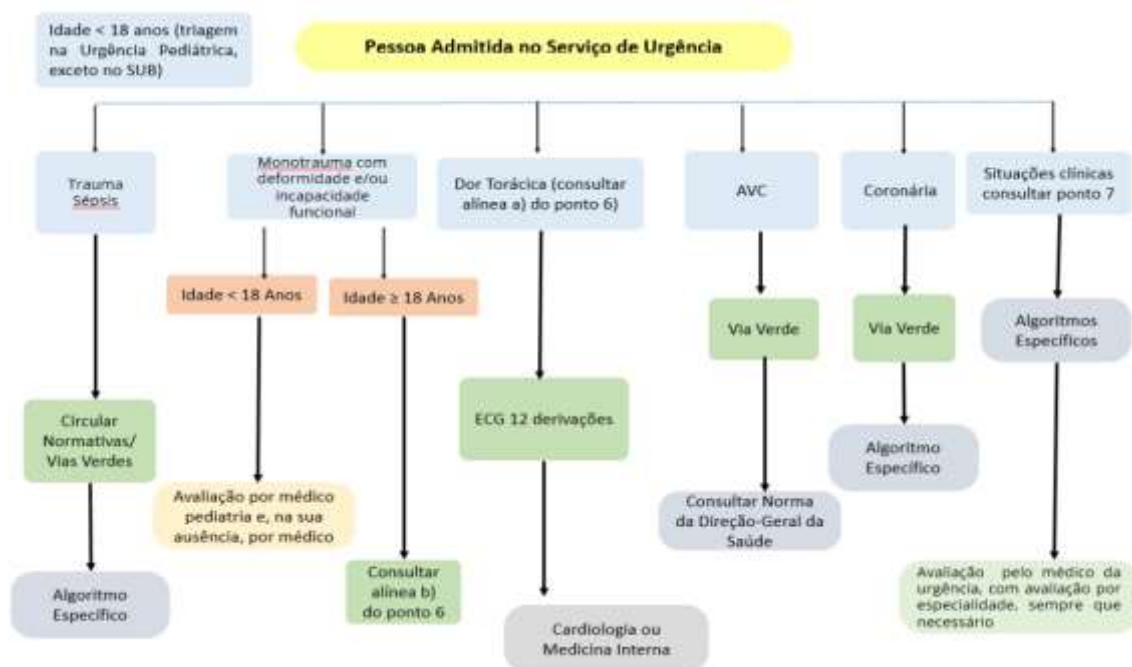 Idade < 18 anos (triagem
na Urgência Pediátrica,
exceto no SUB)
Pessoa Admitida no Serviço de Urgência
Trauma
Sépsis
Monotrauma com
deformidade e/ou
incapacidade
funcional
Dor Torácica (consultar
alínea a) do ponto 6)
AVC
Coronária
Situações clínicas
consultar ponto 7
Idade < 18 Anos
Idade ≥ 18 Anos
Via Verde
Via Verde
Algoritmos
Específicos
Circular
Normativas/
Vias Verdes
ECG 12 derivações
Algoritmo
Específico
Avaliação por médico
pediatria e, na sua
ausência, por médico
Consultar Norma
da Direção-Geral da
Saúde
Algoritmo
Específico
Consultar
alínea b)
do ponto 6
Cardiologia ou
Medicina Interna
Avaliação pelo médico da
urgência, com avaliação por
especialidade, sempre que
necessário